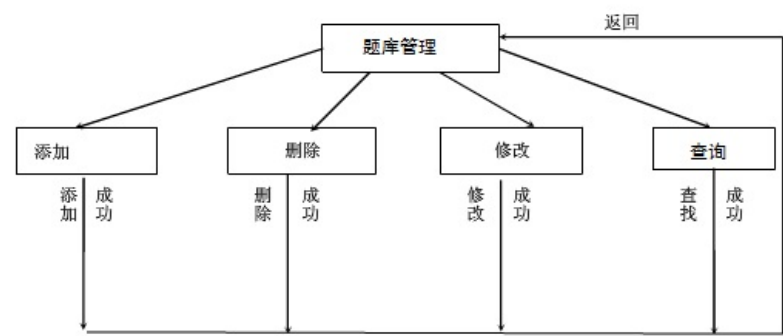 返回
题库管理
添加
删除
修改
查询
添加 成功
删除 成功
修改 成功
查找 成功